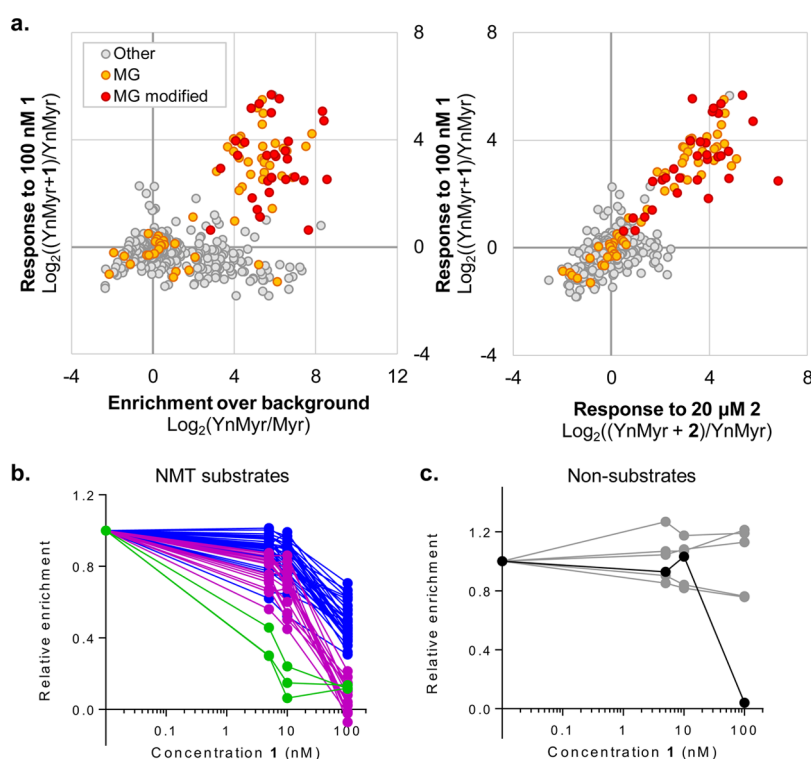 a.
Response to 100 nM 1
Log2((YnMyr+1)/YnMyr)
Other
MG
MG modified
8
4
0
-4
-4
0
4
8
12
Enrichment over background
Log2(YnMyr/Myr)
Response to 100 nM 1
Log2((YnMyr+1)/YnMyr)
8
4
0
-4
-4
0
4
8
Response to 20 µM 2
Log2((YnMyr + 2)/YnMyr)
b.
NMT substrates
Relative enrichment
1.2
0.8
0.4
0.0
0.1
1
10
100
Concentration 1 (nM)
c.
Non-substrates
Relative enrichment
1.2
0.8
0.4
0.0
0.1
1
10
100
Concentration 1 (nM)